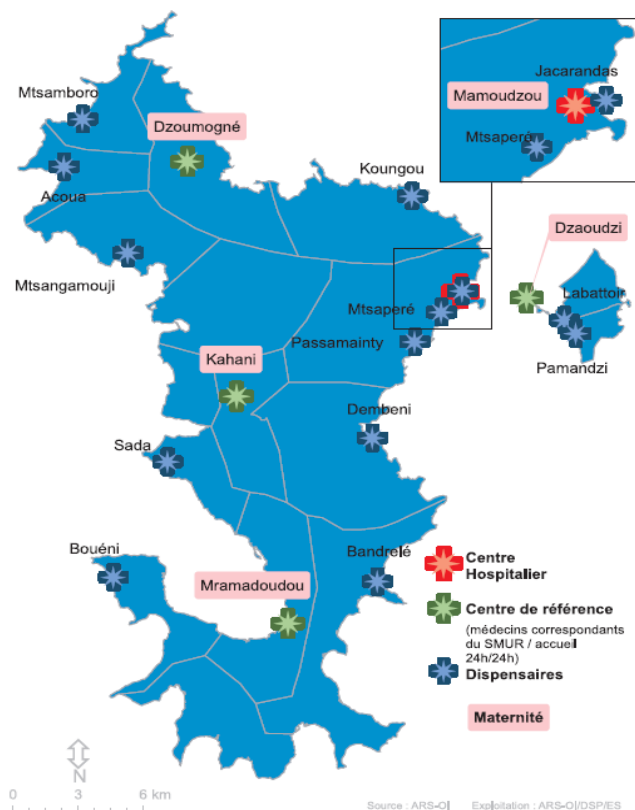 Jacarandas
Mamoudzou
Mtsaperé
Mtsamboro
Dzoumogné
Koungou
Acoua
Dzaoudzi
Mtsangamouji
Labattoir
Mtsaperé
Passamainty
Pamandzi
Kahani
Dembeni
Sada
Bouéni
Bandrelé
Mramadoudou
Centre
Hospitalier
Centre de référence
(médecins correspondants
du SMUR / accueil
24h/24h)
Dispensaires
Maternité
N
0 3 6 km
Source : ARS-OI Exploitation : ARS-OI/DSP/ES